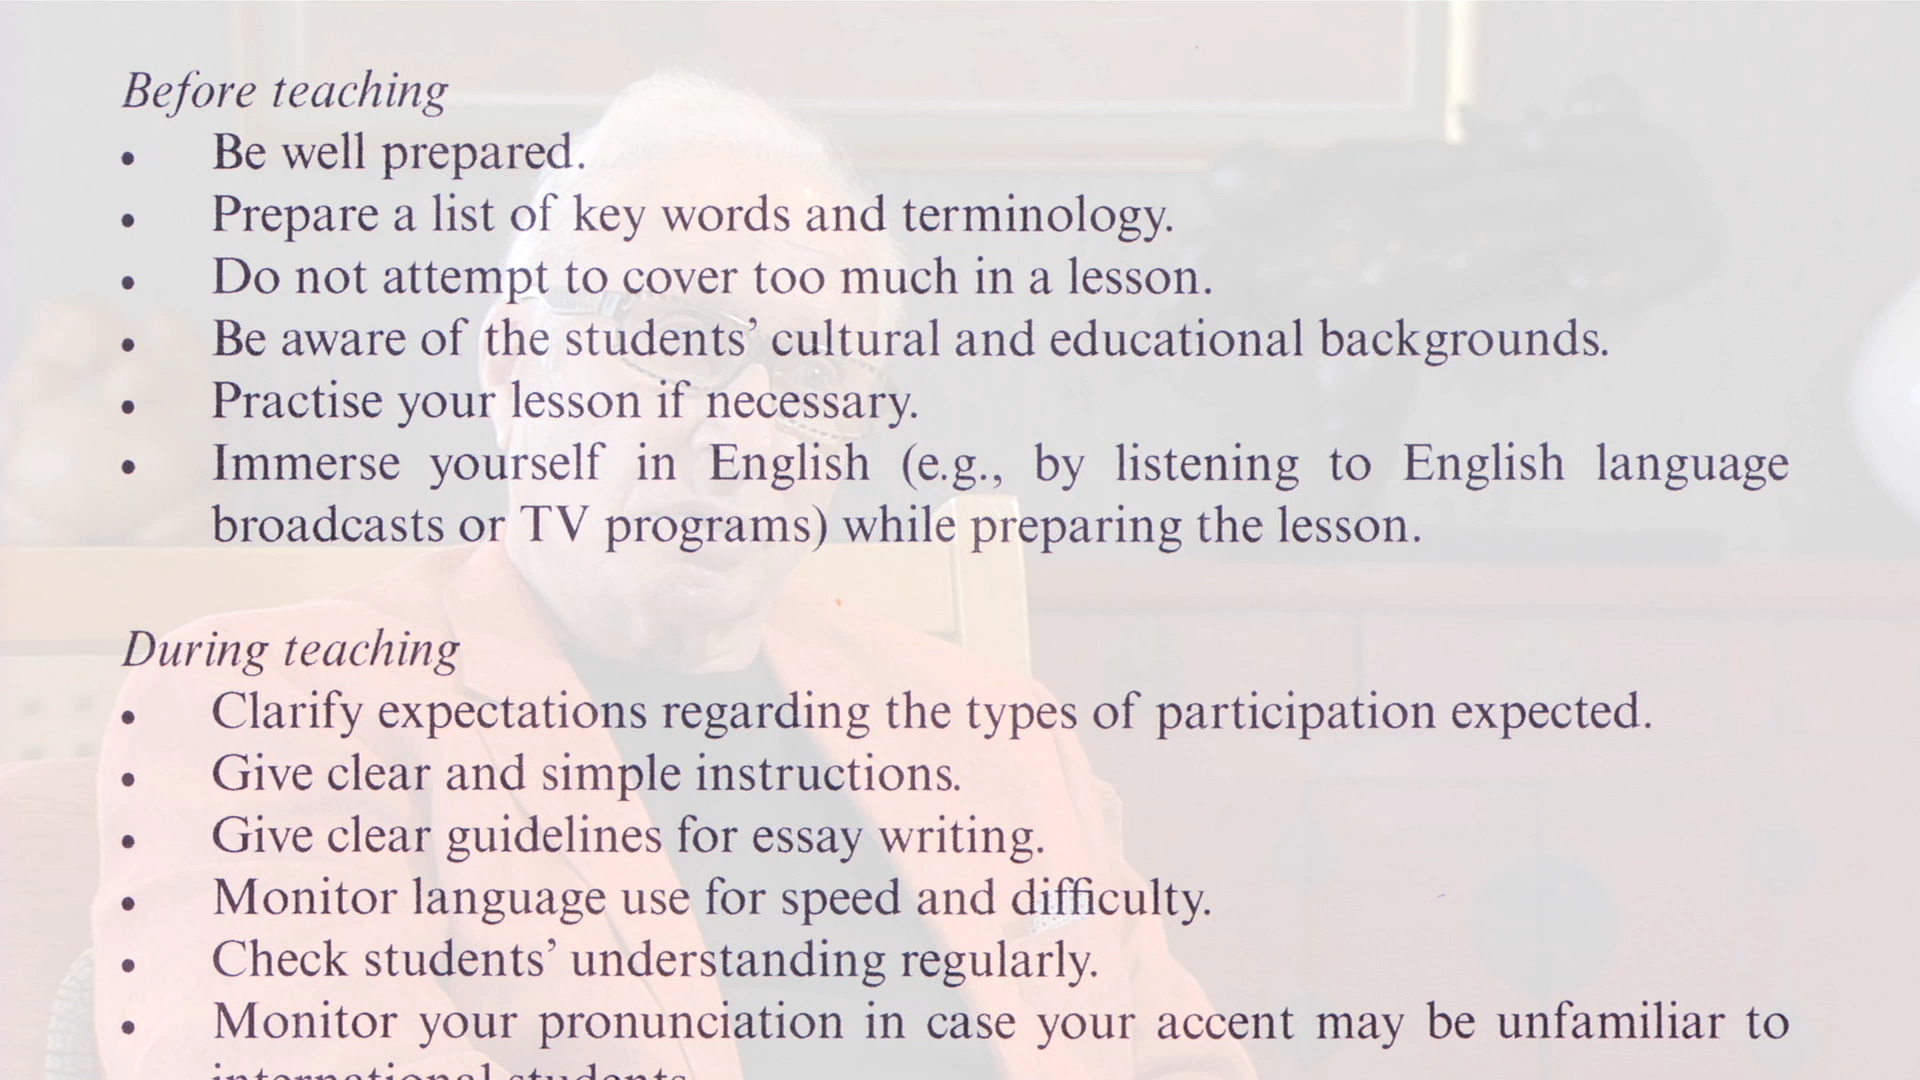 Before teaching
• Be well prepared.
• Prepare a list of key words and terminology.
• Do not attempt to cover too much in a lesson.
• Be aware of the students’ cultural and educational backgrounds.
• Practise your lesson if necessary.
• Immerse yourself in English (e.g., by listening to English language
broadcasts or TV programs) while preparing the lesson.
During teaching
• Clarify expectations regarding the types of participation expected.
• Give clear and simple instructions.
• Give clear guidelines for essay writing.
• Monitor language use for speed and difficulty.
• Check students’ understanding regularly.
• Monitor your pronunciation in case your accent may be unfamiliar to
international students.